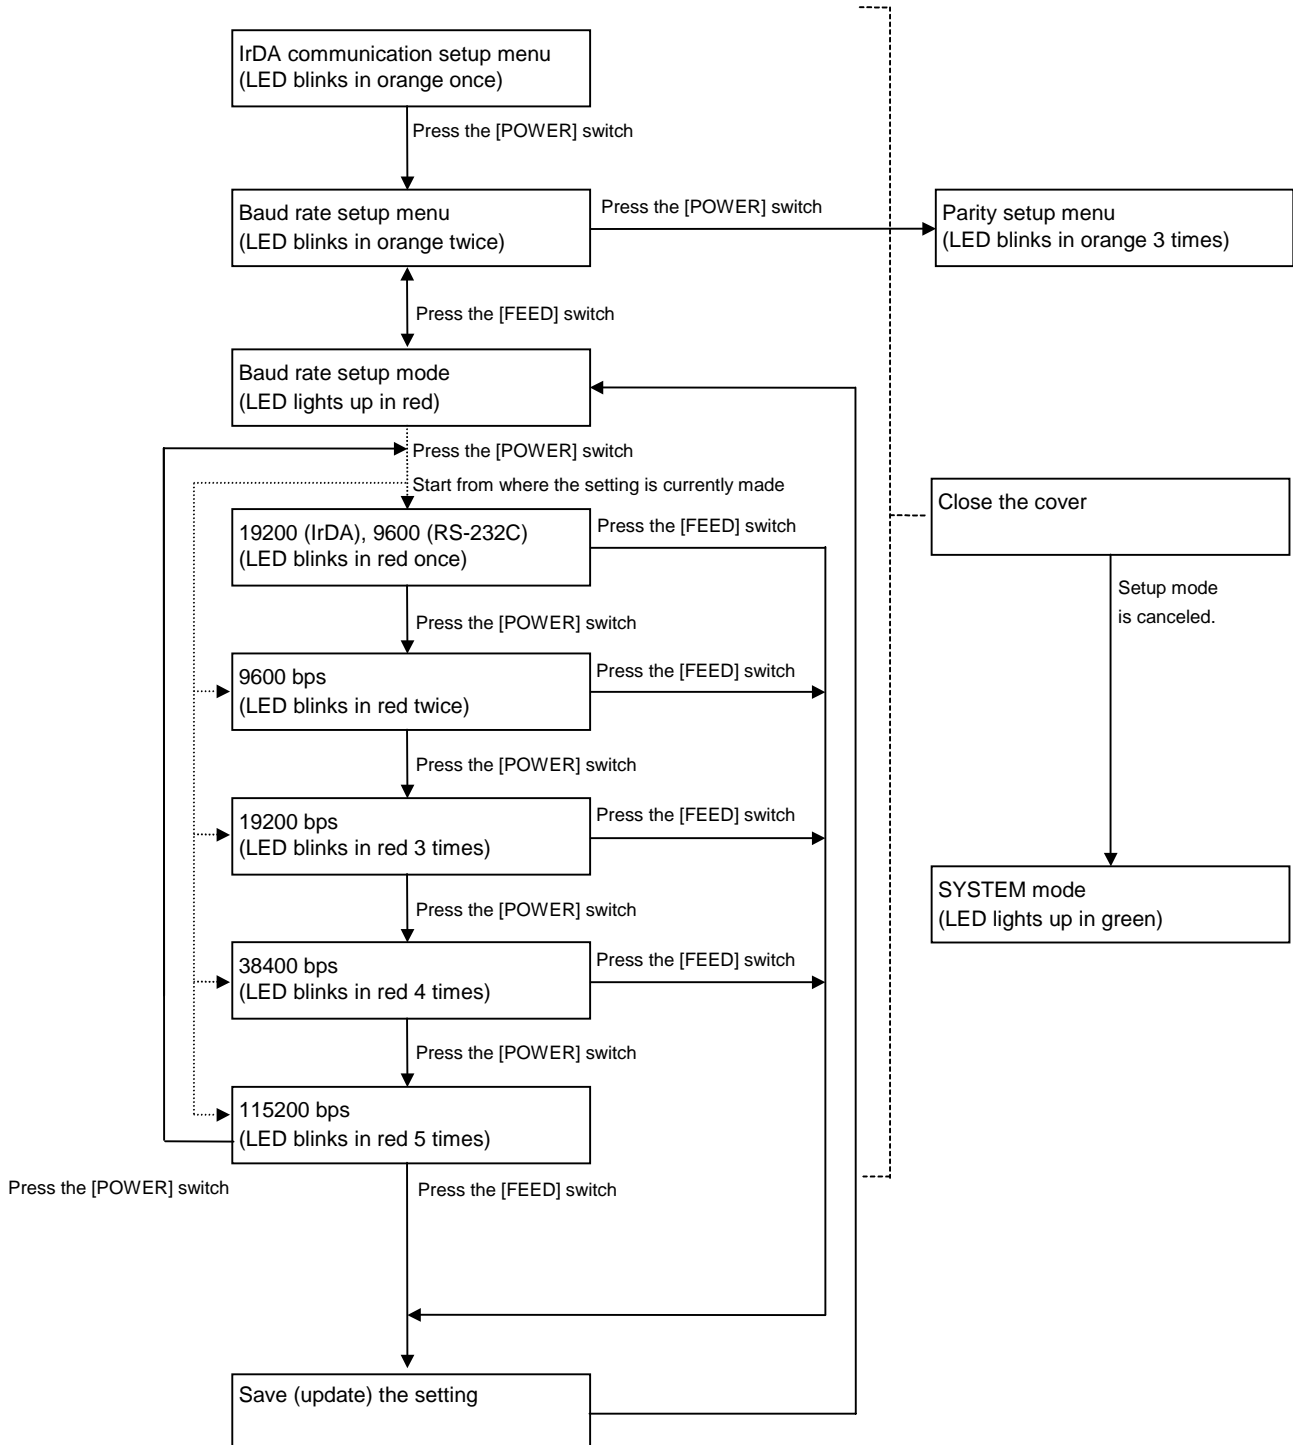 IrDA communication setup menu
(LED blinks in orange once)
Press the [POWER] switch
Baud rate setup menu
(LED blinks in orange twice)
Press the [POWER] switch
Parity setup menu
(LED blinks in orange 3 times)
Press the [FEED] switch
Baud rate setup mode
(LED lights up in red)
Press the [POWER] switch
Start from where the setting is currently made
19200 (IrDA), 9600 (RS-232C)
(LED blinks in red once)
Press the [FEED] switch
Close the cover
Setup mode
is canceled.
Press the [POWER] switch
9600 bps
(LED blinks in red twice)
Press the [FEED] switch
Press the [POWER] switch
19200 bps
(LED blinks in red 3 times)
Press the [FEED] switch
SYSTEM mode
(LED lights up in green)
Press the [POWER] switch
38400 bps
(LED blinks in red 4 times)
Press the [FEED] switch
Press the [POWER] switch
115200 bps
(LED blinks in red 5 times)
Press the [POWER] switch
Press the [FEED] switch
Save (update) the setting